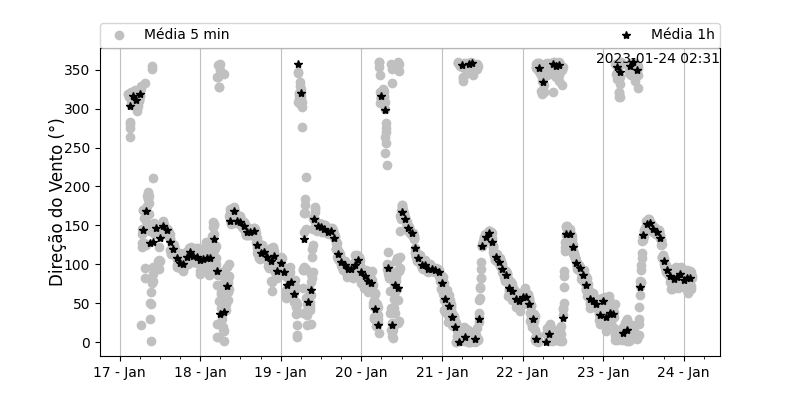 Média 5 min
Média 1h
2023-01-24 02:31
Direção do Vento (°)
350
300
250
200
150
100
50
0
17 - Jan
18 - Jan
19 - Jan
20 - Jan
21 - Jan
22 - Jan
23 - Jan
24 - Jan